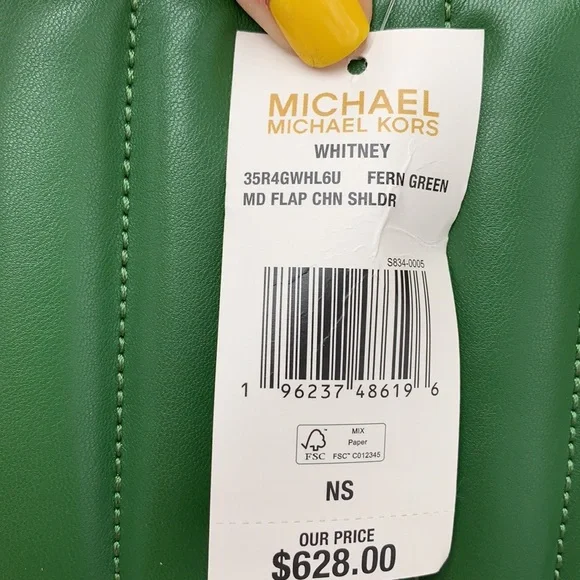 MICHAEL
MICHAEL KORS
WHITNEY
35R4GWHL6U FERN GREEN
MD FLAP CHN SHLDR
S834-0005
1 96237 48619 6
FSC
MIX
Paper
FSC™ C012345
NS
OUR PRICE
$628.00